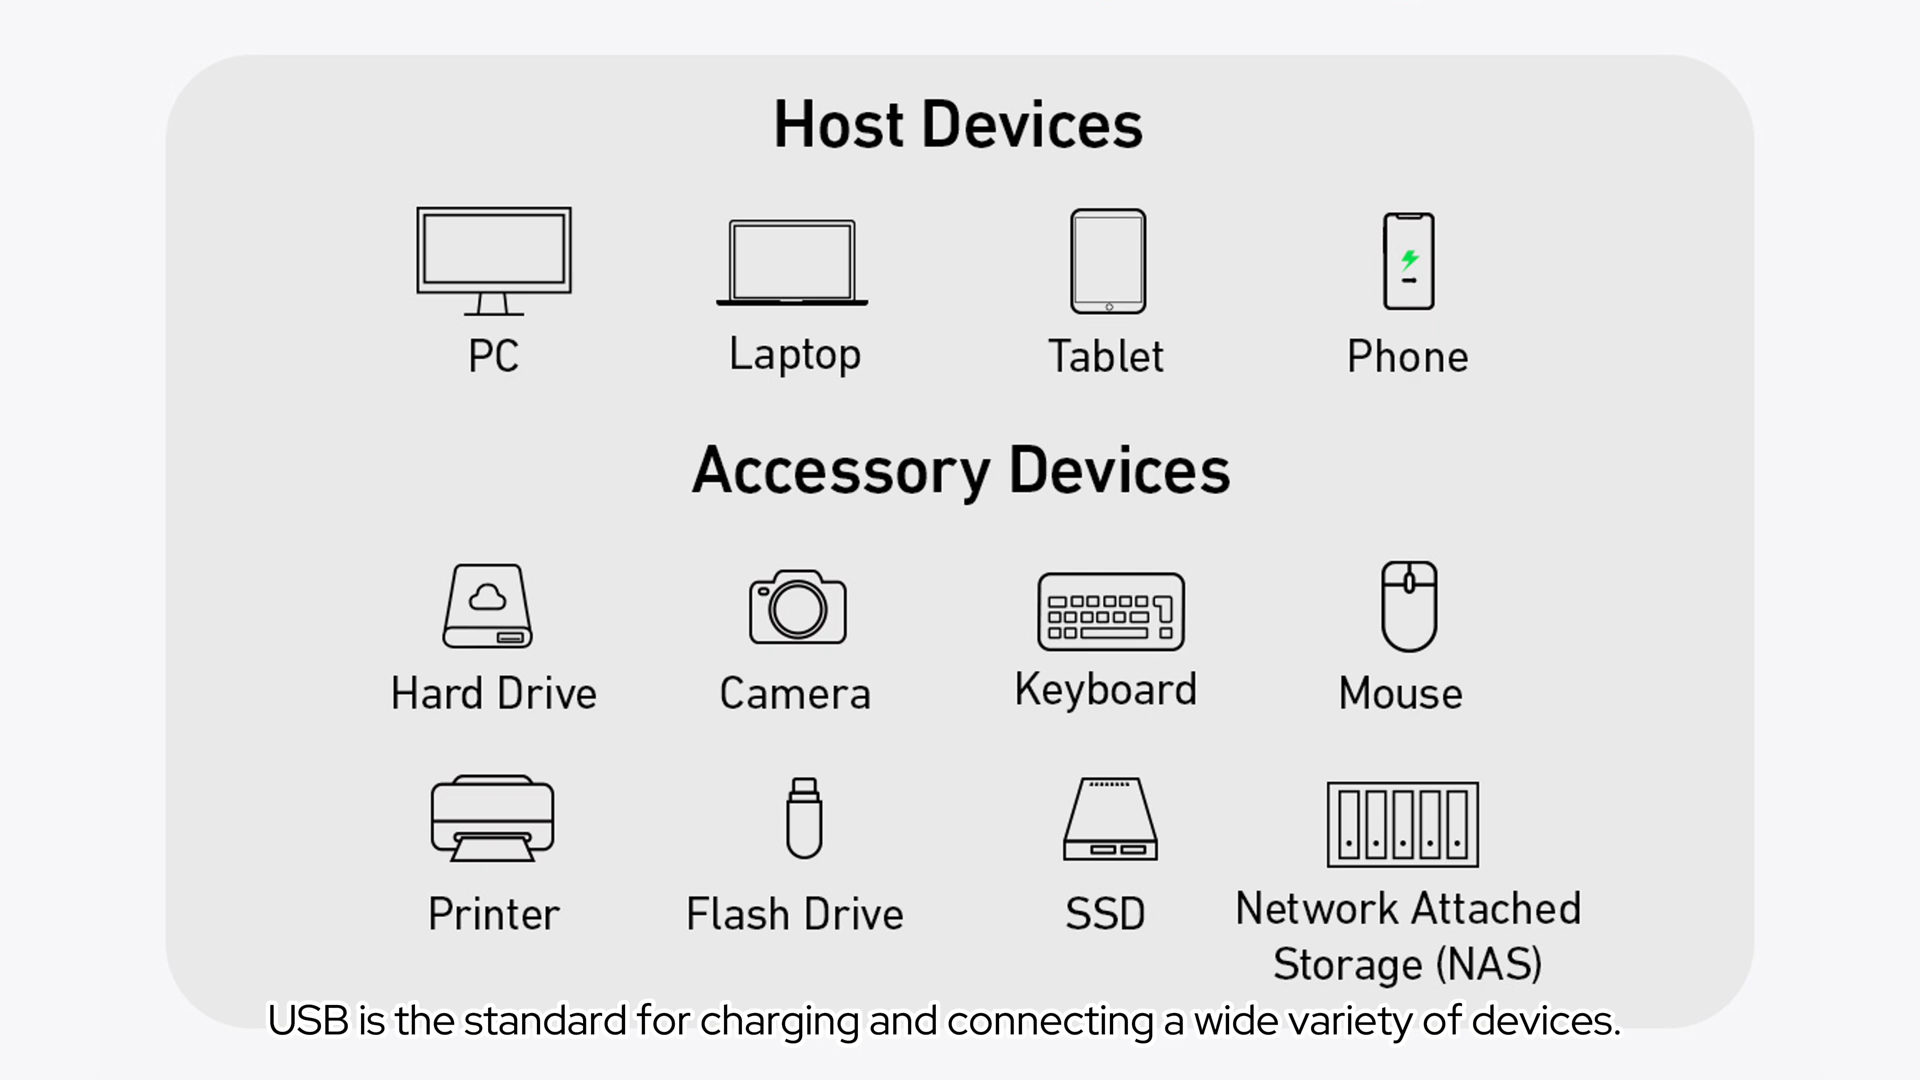 Host Devices
PC
Laptop
Tablet
Phone
Accessory Devices
Hard Drive
Camera
Keyboard
Mouse
Printer
Flash Drive
SSD
Network Attached
Storage (NAS)
USB is the standard for charging and connecting a wide variety of devices.